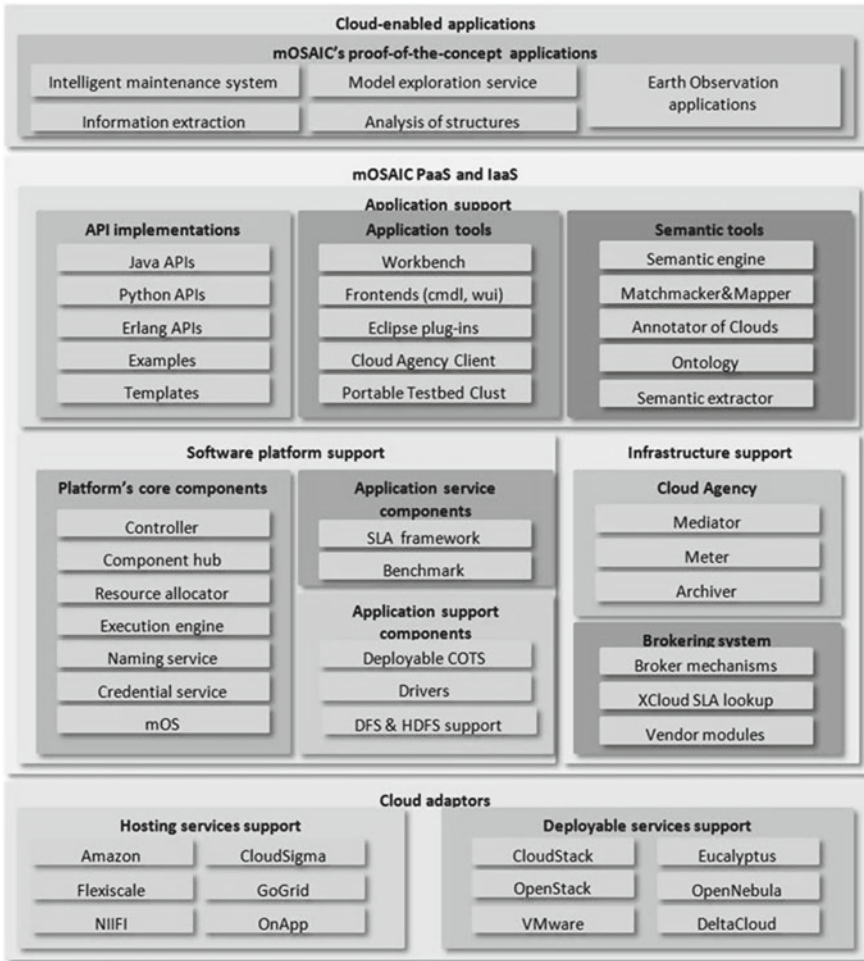 Cloud-enabled applications
mOSAIC's proof-of-the-concept applications
Intelligent maintenance system
Model exploration service
Earth Observation
applications
Information extraction
Analysis of structures
mOSAIC PaaS and IaaS
Application support
API implementations
Java APIs
Python APIs
Erlang APIs
Examples
Templates
Application tools
Workbench
Frontends (cmdl, wui)
Eclipse plug-ins
Cloud Agency Client
Portable Testbed Clust
Semantic tools
Semantic engine
Matchmacker&Mapper
Annotator of Clouds
Ontology
Semantic extractor
Software platform support
Platform's core components
Controller
Component hub
Resource allocator
Execution engine
Naming service
Credential service
mOS
Application service
components
SLA framework
Benchmark
Application support
components
Deployable COTS
Drivers
DFS & HDFS support
Infrastructure support
Cloud Agency
Mediator
Meter
Archiver
Brokering system
Broker mechanisms
XCloud SLA lookup
Vendor modules
Cloud adaptors
Hosting services support
Amazon
CloudSigma
Flexiscale
GoGrid
NIIFI
OnApp
Deployable services support
CloudStack
Eucalyptus
OpenStack
OpenNebula
VMware
DeltaCloud